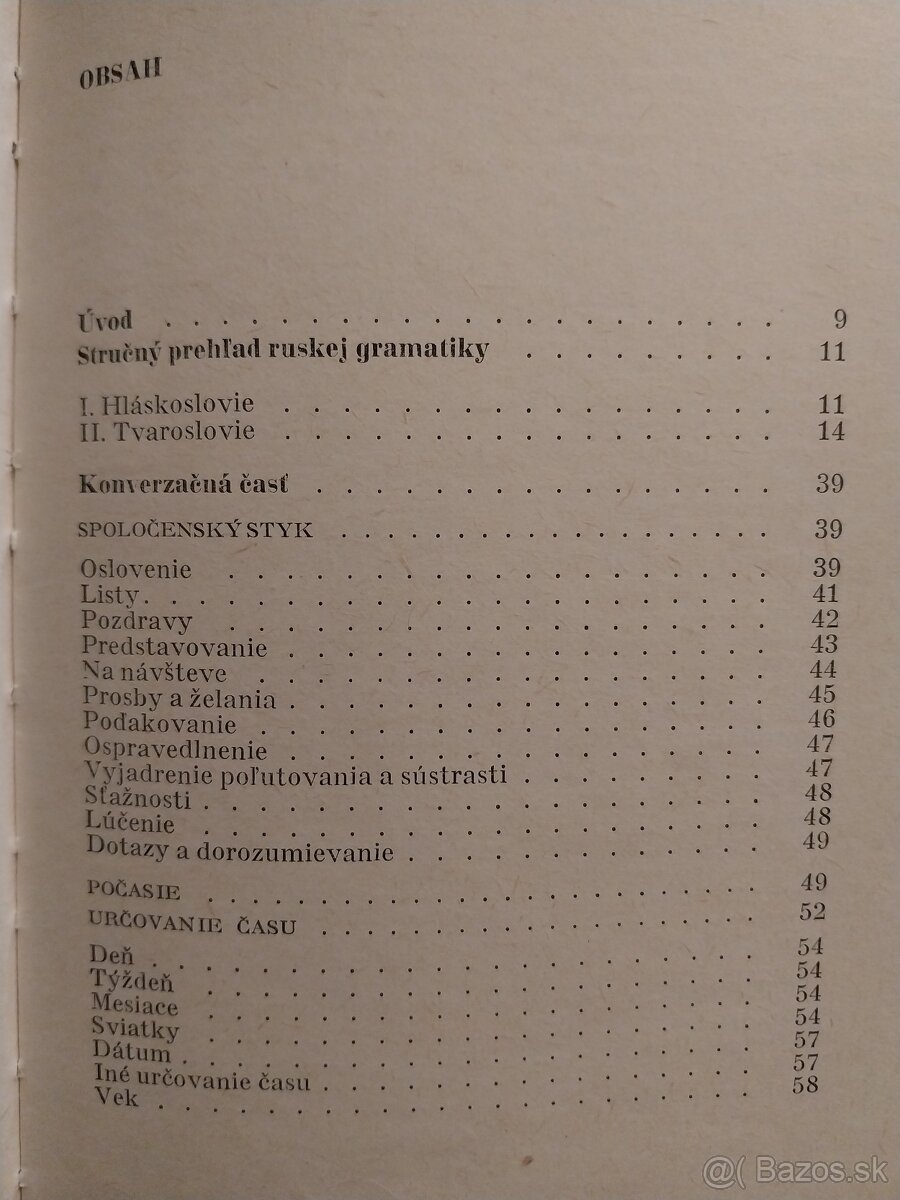 OBSAH
Úvod . . . . . . . . . . . . . . . . . . . . . 9
Stručný prehľad ruskej gramatiky . . . . . . . . . 11
I. Hláskoslovie . . . . . . . . . . . . . . . . . 11
II. Tvaroslovie . . . . . . . . . . . . . . . . . 14
Konverzačná časť . . . . . . . . . . . . . . . . 39
SPOLOČENSKÝ STYK . . . . . . . . . . . . . . . 39
Oslovenie . . . . . . . . . . . . . . . . . . . 39
Listy . . . . . . . . . . . . . . . . . . . . . . 41
Pozdravy . . . . . . . . . . . . . . . . . . . 42
Predstavovanie . . . . . . . . . . . . . . . . . 43
Na návšteve . . . . . . . . . . . . . . . . . . 44
Prosby a želania . . . . . . . . . . . . . . . . . 45
Poďakovanie . . . . . . . . . . . . . . . . . . 46
Ospravedlnenie . . . . . . . . . . . . . . . . . 47
Vyjadrenie poľutovania a sústrasti . . . . . . . . . 47
Sťažnosti . . . . . . . . . . . . . . . . . . . . 48
Lúčenie . . . . . . . . . . . . . . . . . . . . 48
Dotazy a dorozumievanie . . . . . . . . . . . . . 49
POČASIE . . . . . . . . . . . . . . . . . . . 49
URČOVANIE ČASU . . . . . . . . . . . . . . . 52
Deň . . . . . . . . . . . . . . . . . . . . . 54
Týždeň . . . . . . . . . . . . . . . . . . . 54
Mesiace . . . . . . . . . . . . . . . . . . . 54
Sviatky . . . . . . . . . . . . . . . . . . . 54
Dátum . . . . . . . . . . . . . . . . . . . . 57
Iné určovanie času . . . . . . . . . . . . . . . 57
Vek . . . . . . . . . . . . . . . . . . . . . 58
@( Bazos.sk